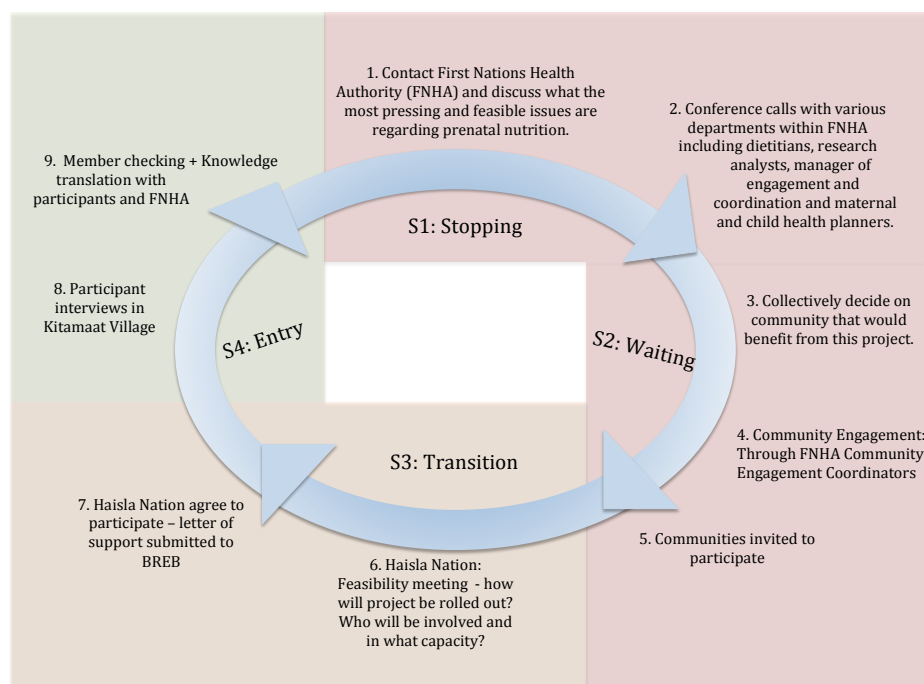 1. Contact First Nations Health
Authority (FNHA) and discuss what the
most pressing and feasible issues are
regarding prenatal nutrition.
2. Conference calls with various
departments within FNHA
including dietitians, research
analysts, manager of
engagement and
coordination and maternal
and child health planners.
9. Member checking + Knowledge
translation with
participants and FNHA
S1: Stopping
8. Participant
interviews in
Kitamaat Village
S4: Entry
S2: Waiting
3. Collectively decide on
community that would
benefit from this project.
4. Community Engagement:
Through FNHA Community
Engagement Coordinators
S3: Transition
7. Haisla Nation agree to
participate – letter of
support submitted to
BREB
5. Communities invited to
participate
6. Haisla Nation:
Feasibility meeting - how
will project be rolled out?
Who will be involved and
in what capacity?